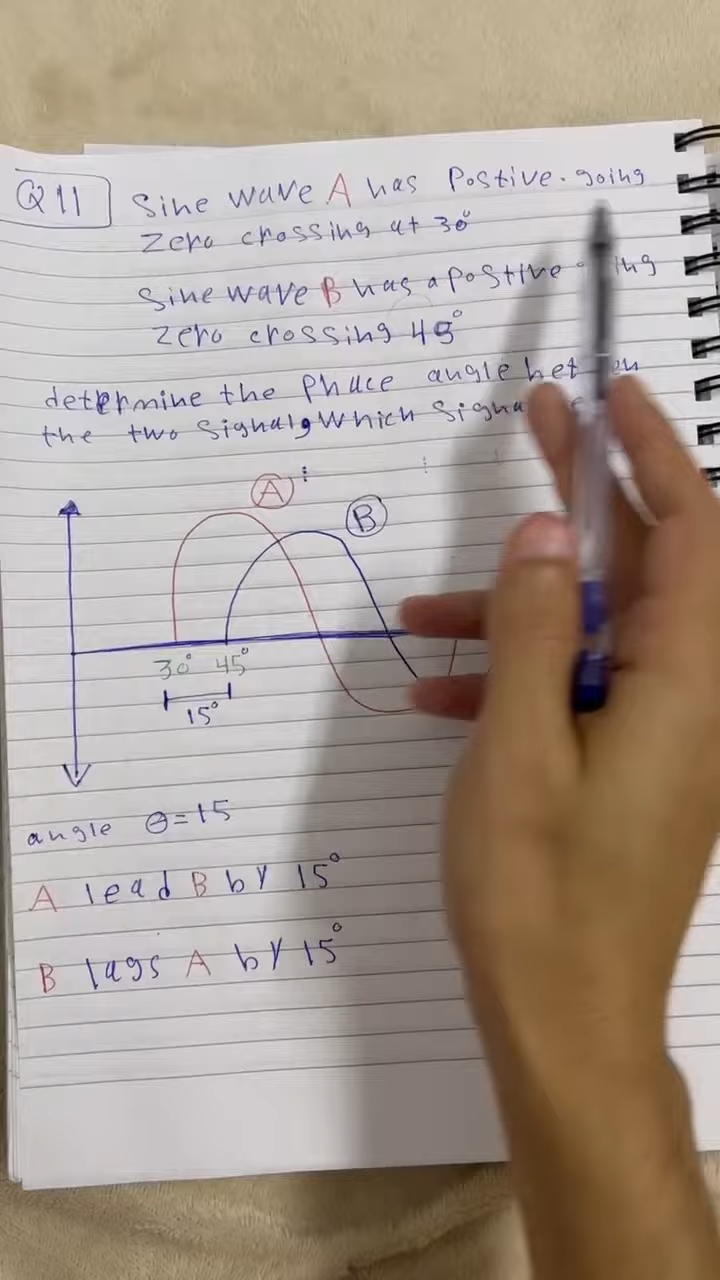 Q11 Sine wave A has Postive-going
Zero crossing at 30°
Sine wave B has a Postive
Zero crossing 45°
determine the Phace angle
the two Signals Which
A
B
30° 45°
15°
angle θ=15
A lead B by 15°
B lags A by 15°